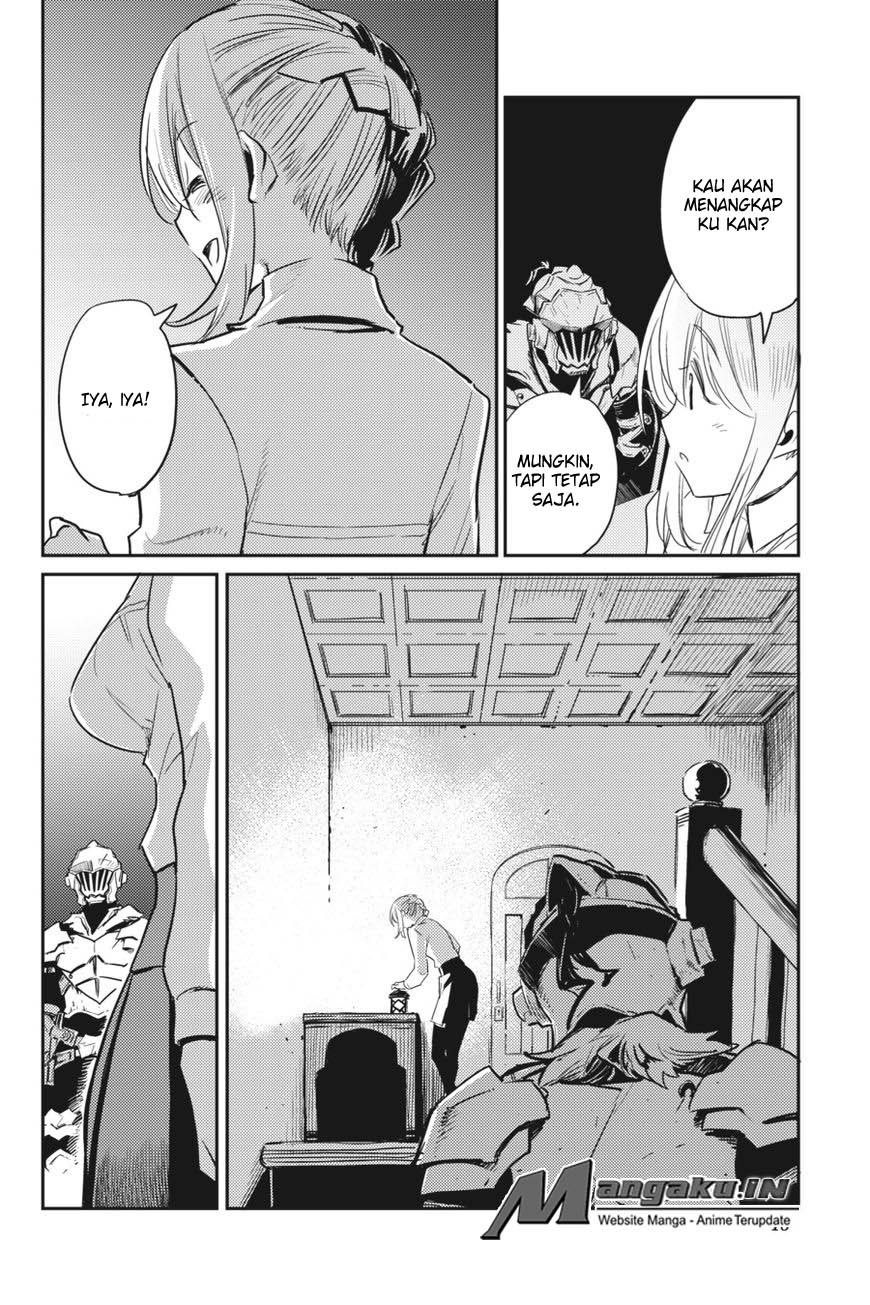 KAU AKAN
MENANGKAP
KU KAN?
MUNGKIN,
TAPI TETAP
SAJA.
IYA, IYA!
Mangaku.IN
Website Manga - Anime Terupdate